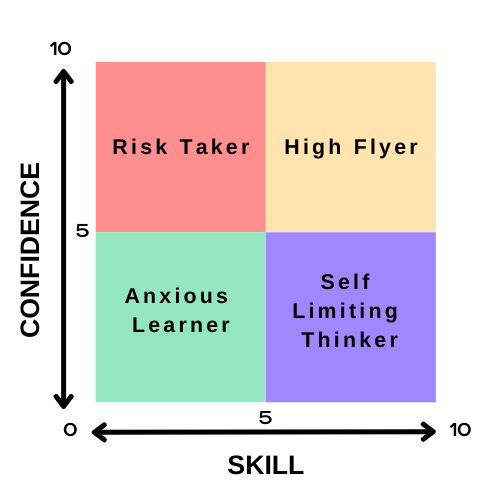 10
Risk Taker
High Flyer
CONFIDENCE
5
Anxious
Learner
Self
Limiting
Thinker
5
0
10
SKILL